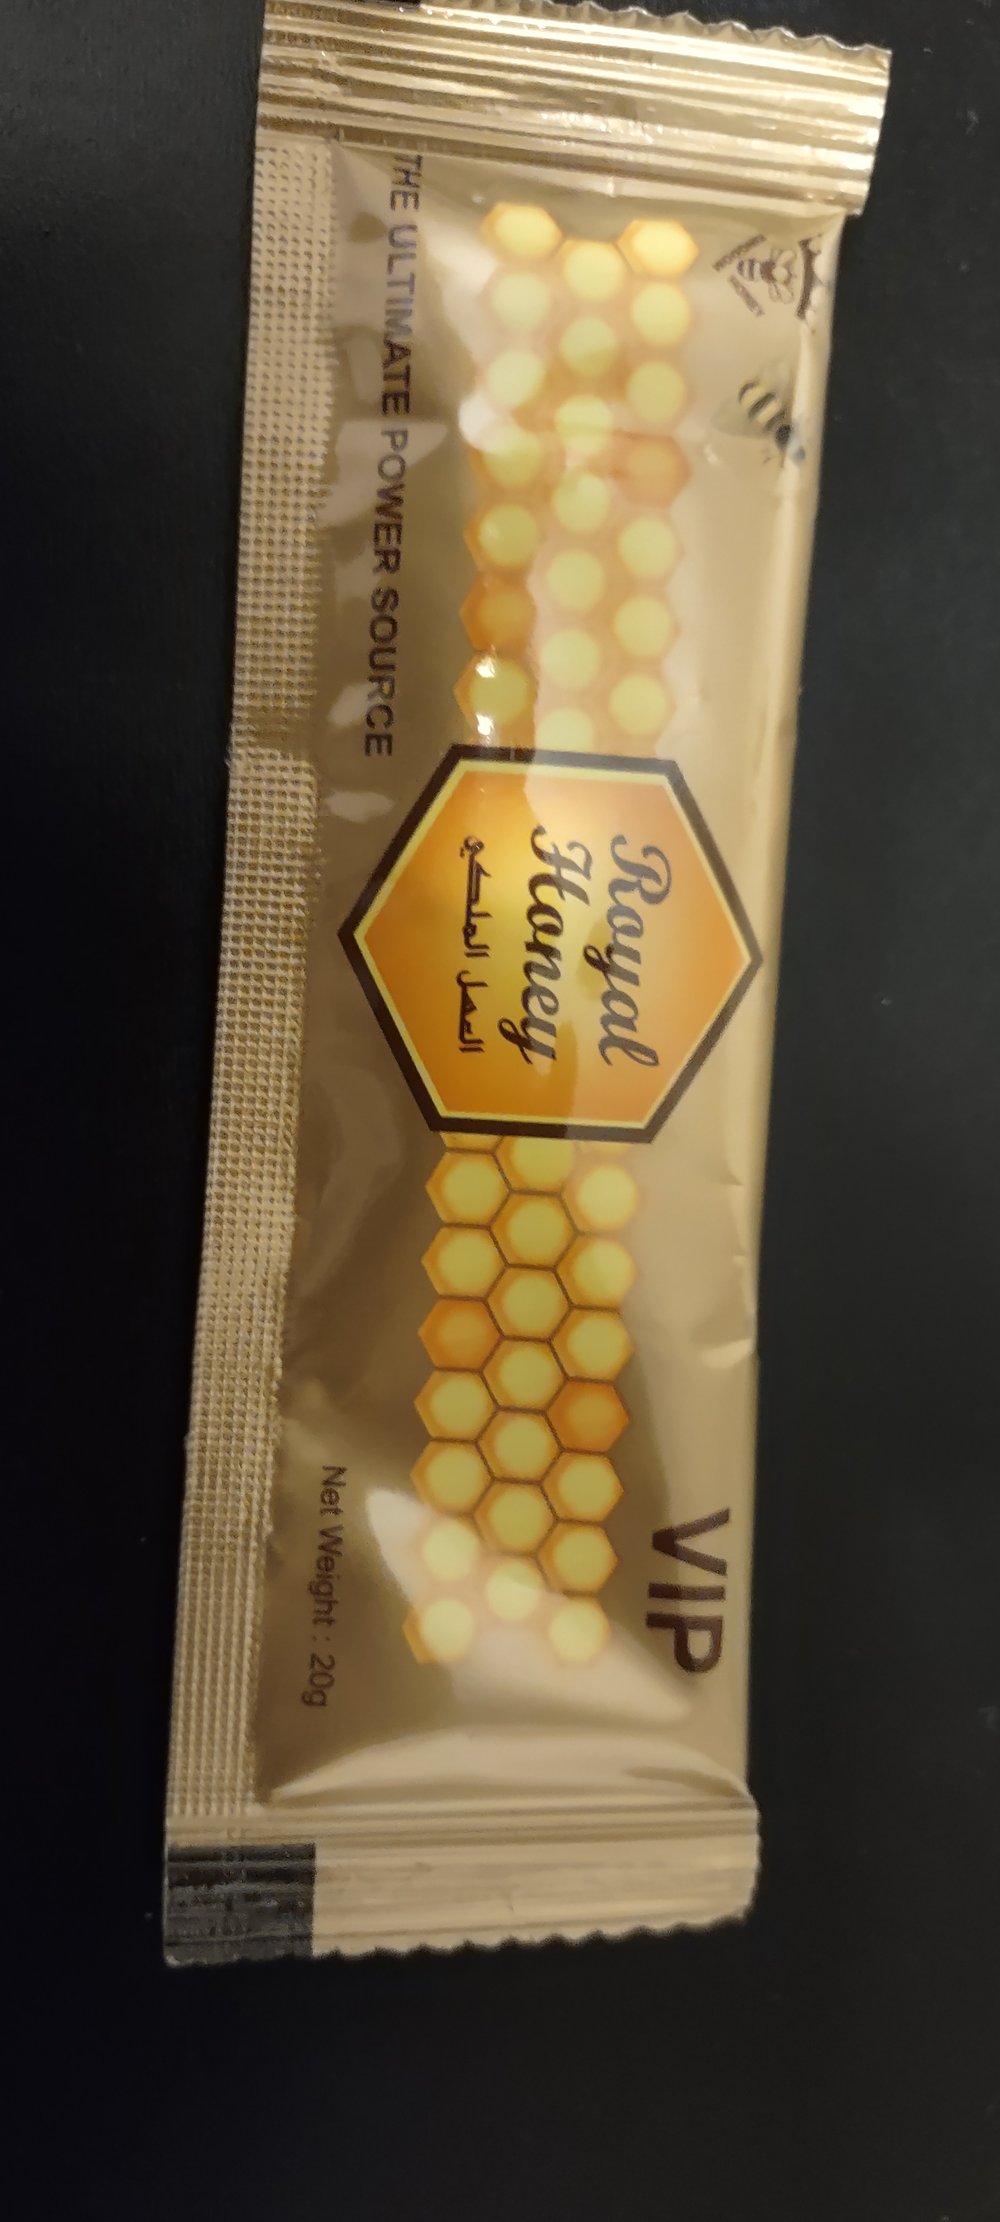 VIP
Royal
Honey
العسل الملكي
THE ULTIMATE POWER SOURCE
Net Weight : 20g